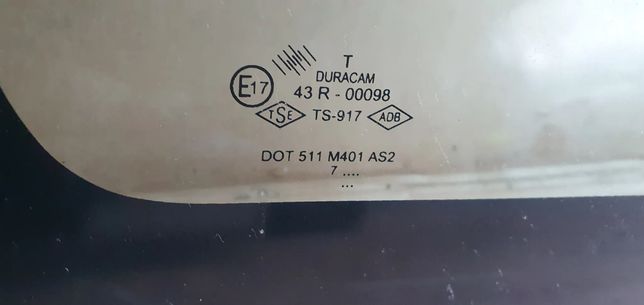 T
DURACAM
E17 43 R - 00098
TSE TS-917 ADB
DOT 511 M401 AS2
7 ....
...